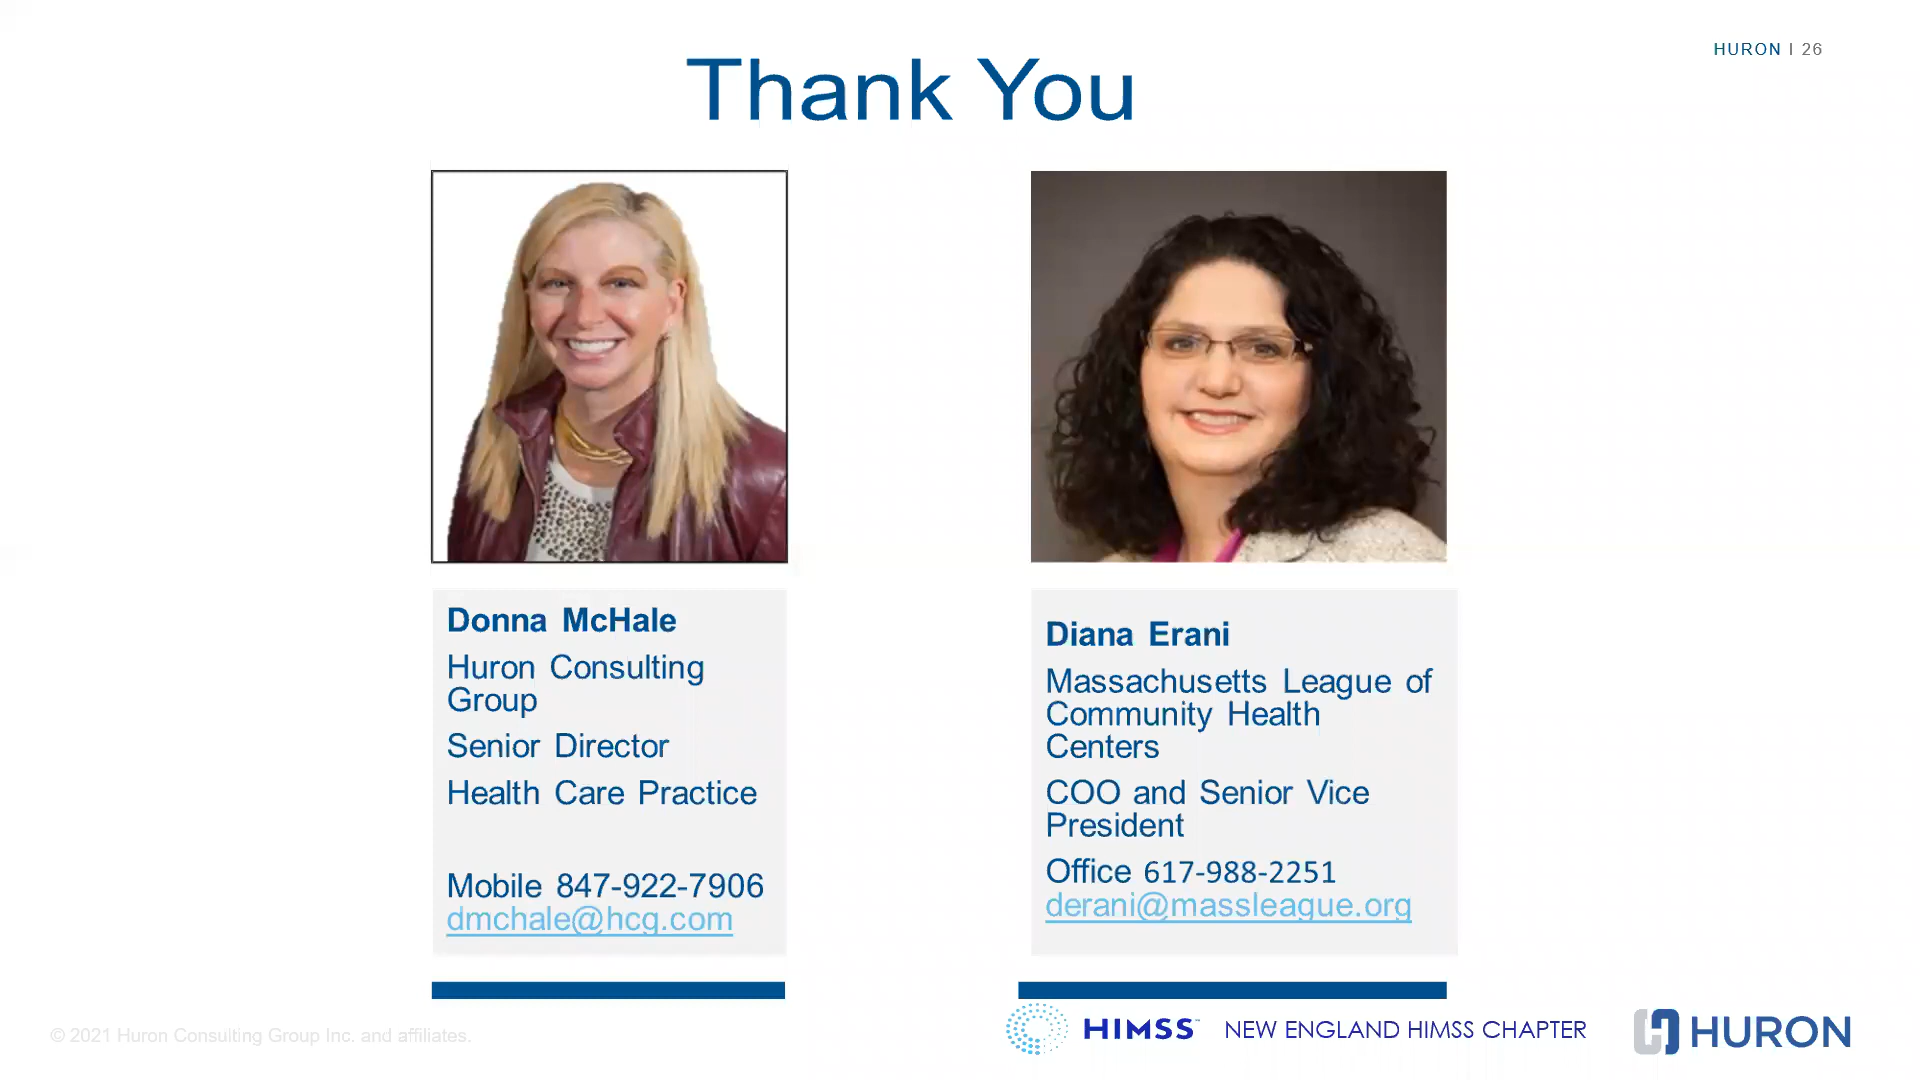 HURON | 26
Thank You
Donna McHale
Huron Consulting
Group
Senior Director
Health Care Practice
Mobile 847-922-7906
dmchale@hcg.com
Diana Erani
Massachusetts League of
Community Health
Centers
COO and Senior Vice
President
Office 617-988-2251
derani@massleague.org
© 2021 Huron Consulting Group Inc. and affiliates.
HIMSS™ NEW ENGLAND HIMSS CHAPTER
HURON